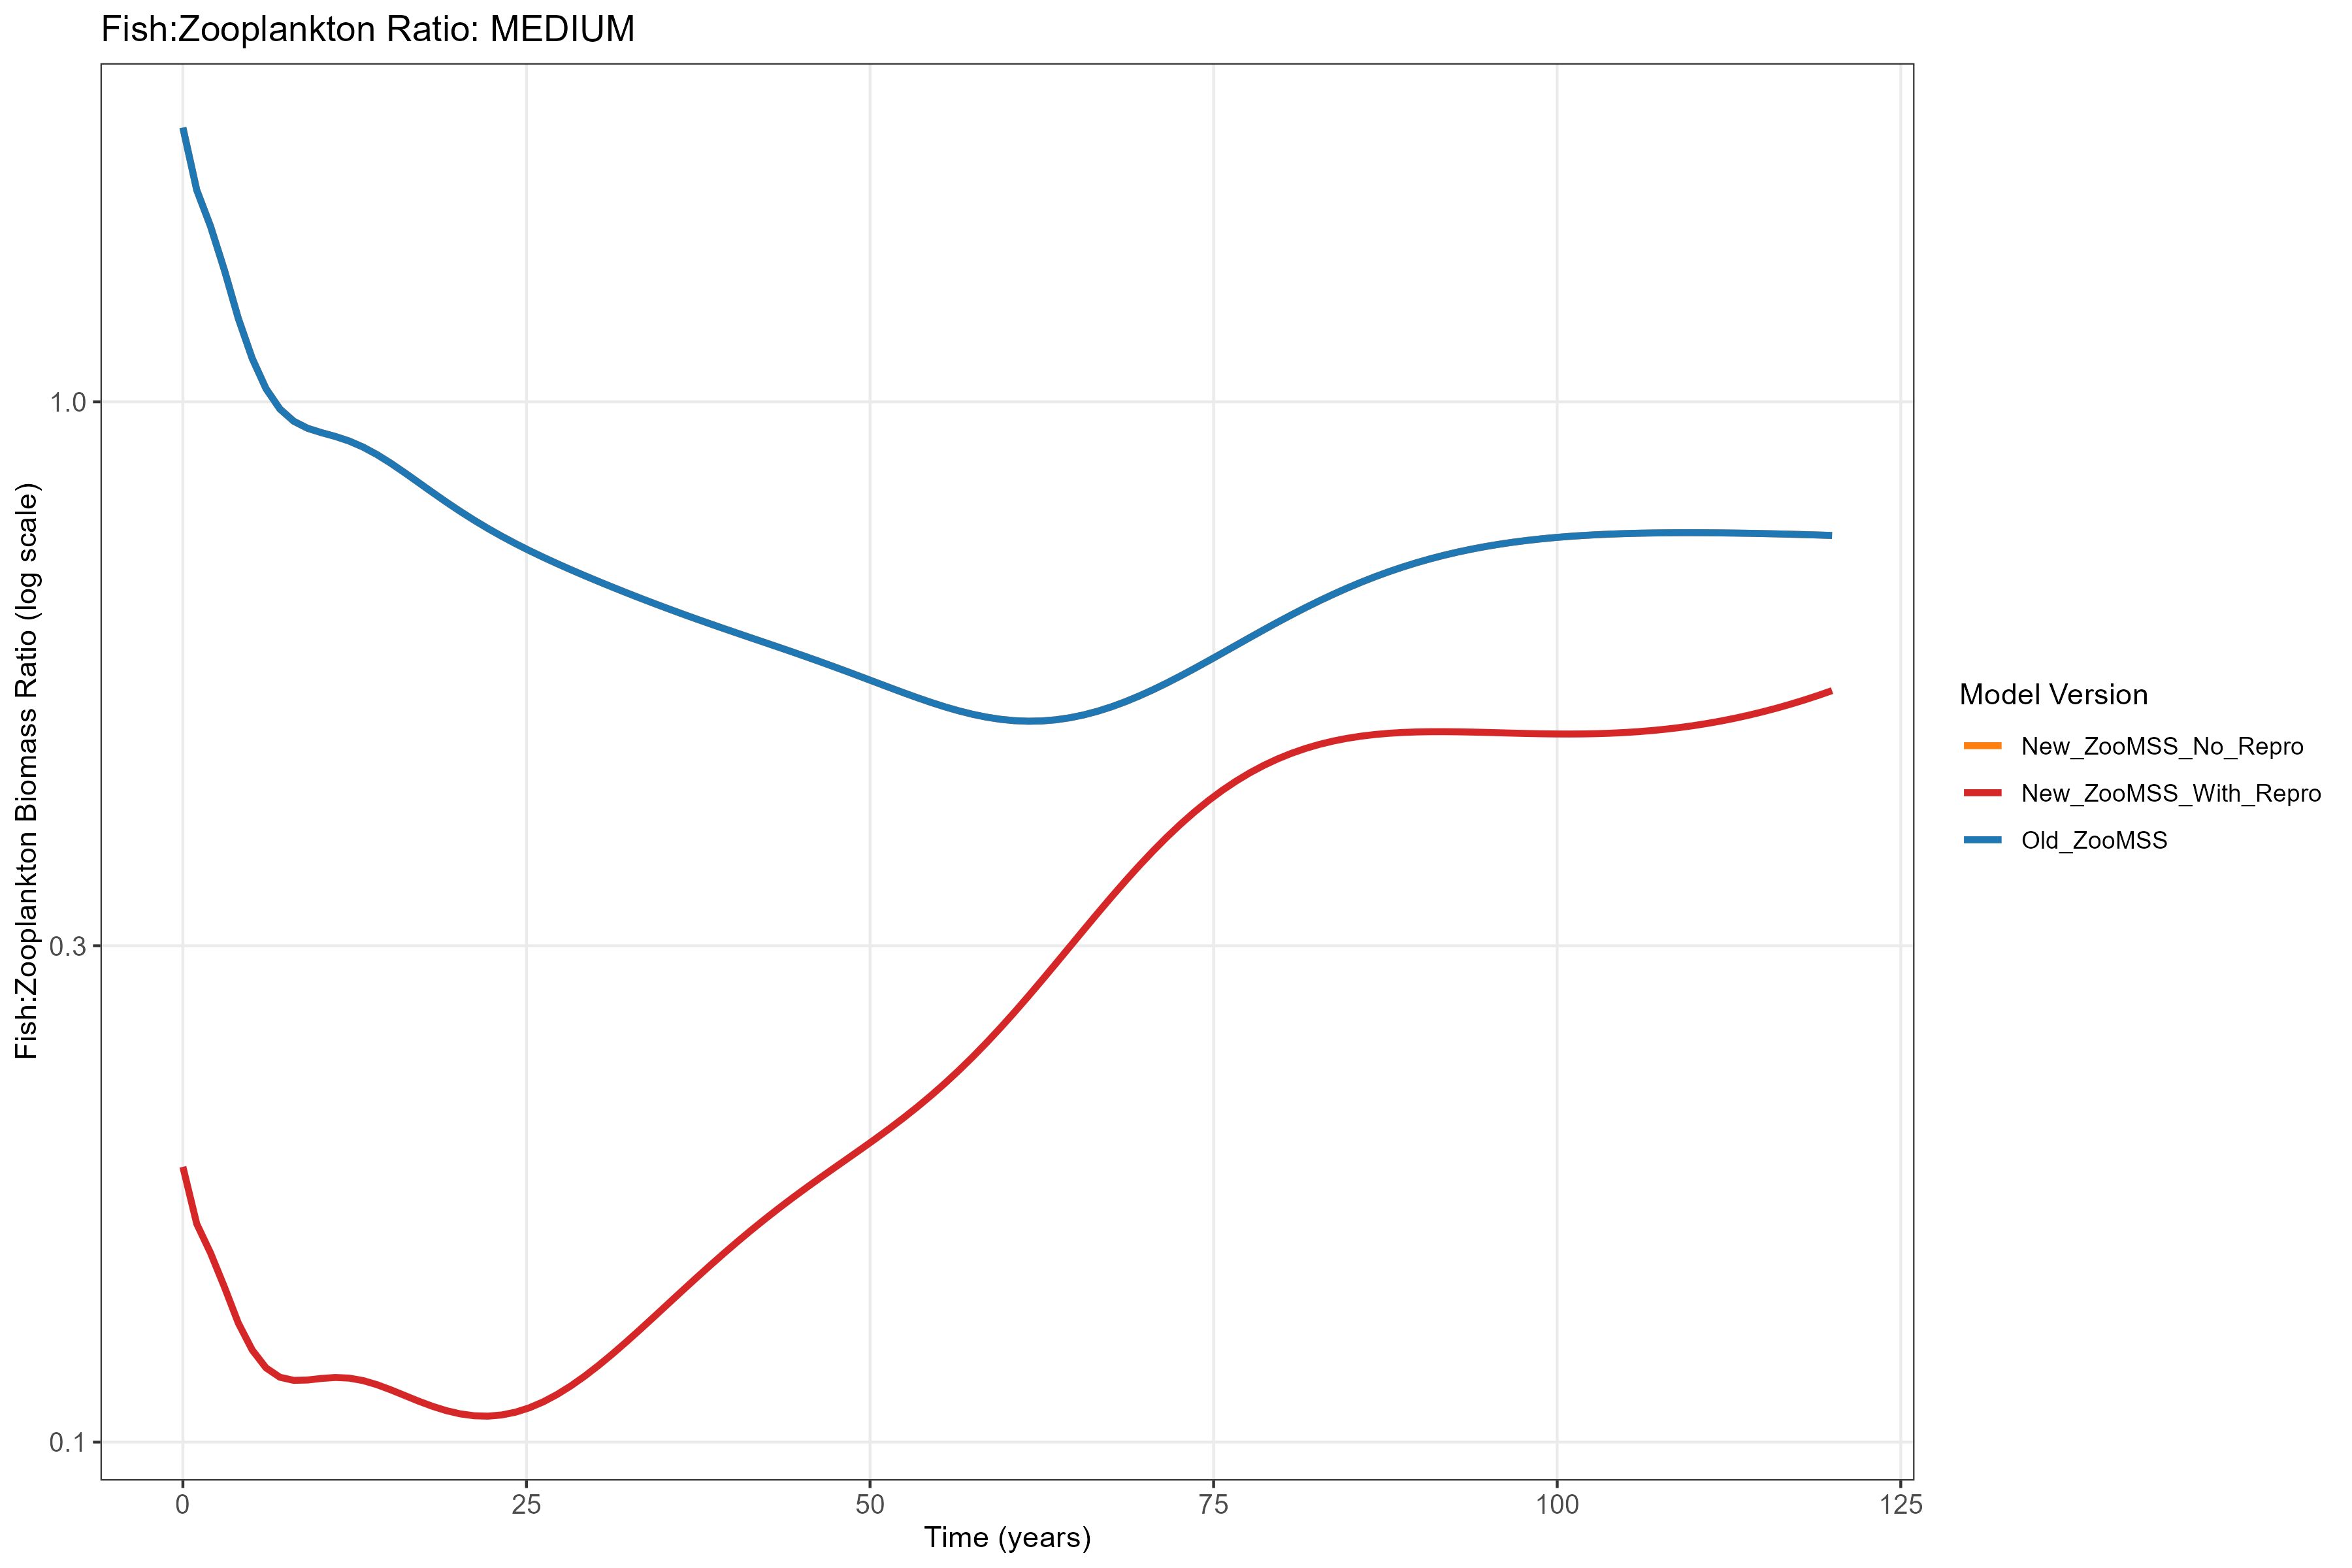 Fish:Zooplankton Ratio: MEDIUM
Fish:Zooplankton Biomass Ratio (log scale)
1.0
0.3
0.1
0 25 50 75 100 125
Time (years)
Model Version
New_ZooMSS_No_Repro
New_ZooMSS_With_Repro
Old_ZooMSS